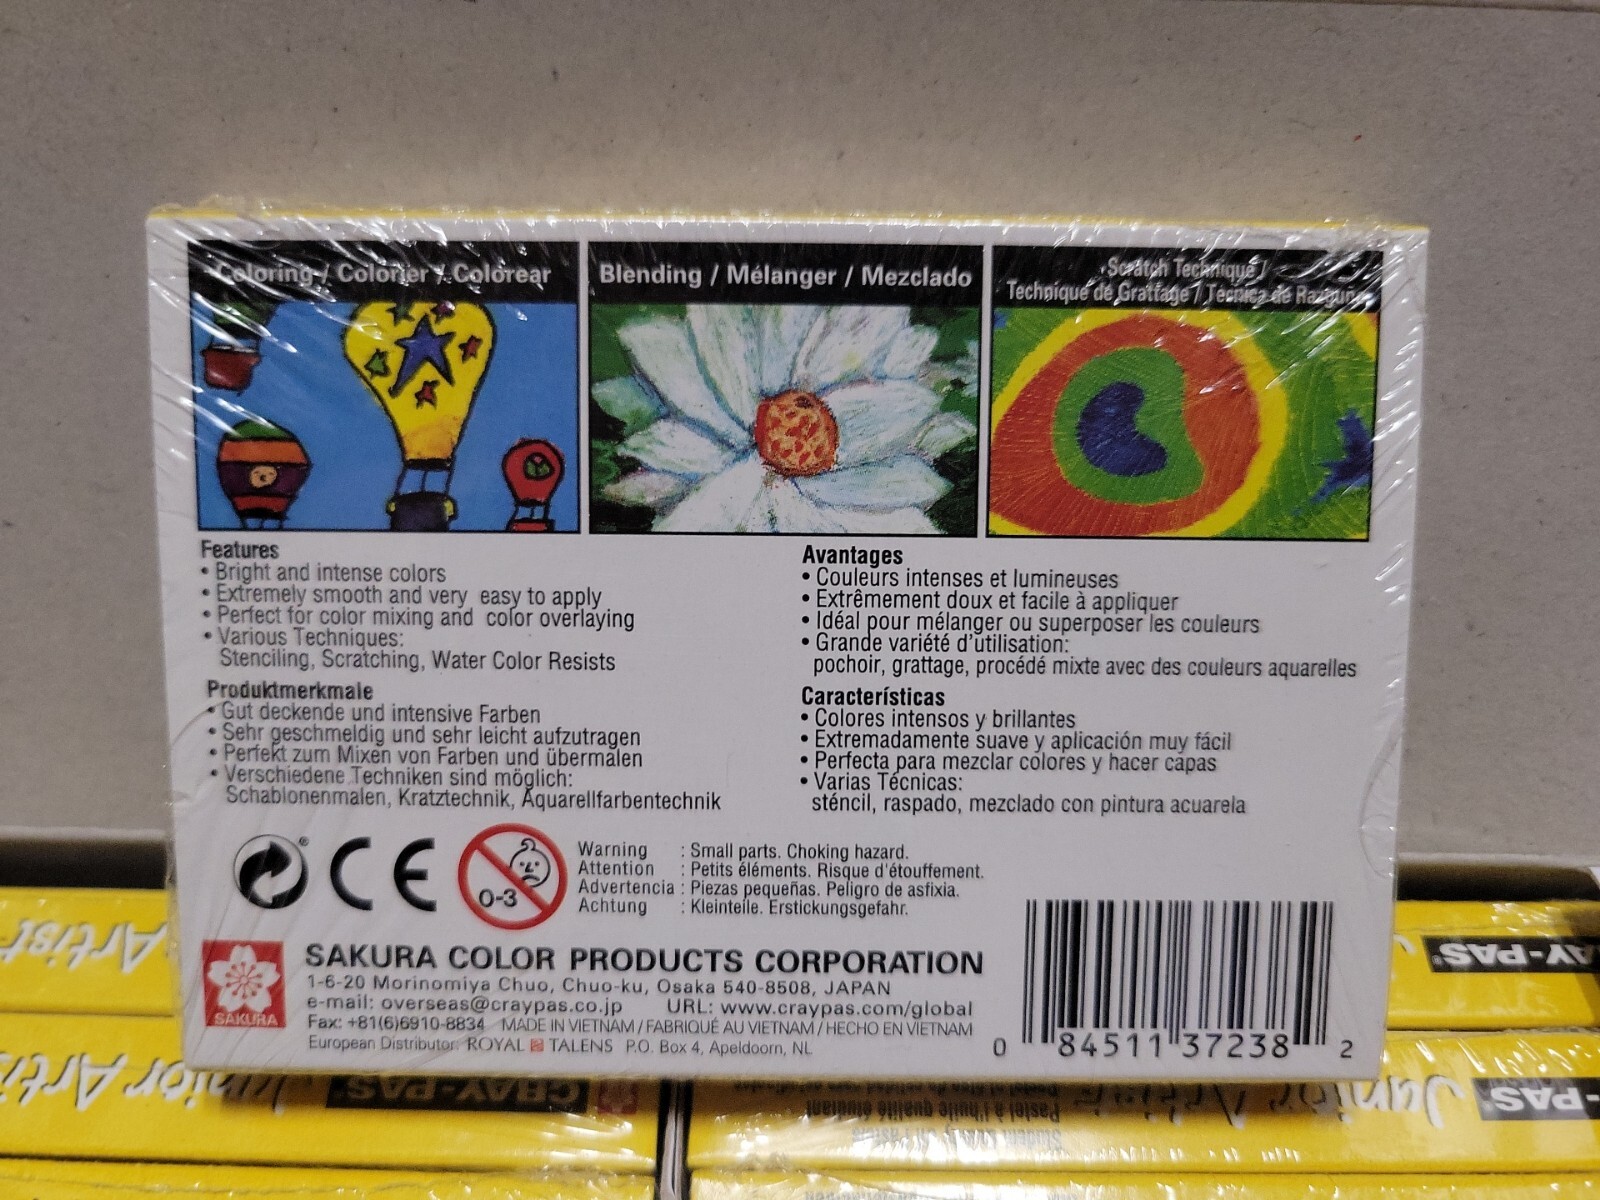 Coloring / Colorier / Colorear
Blending / Mélanger / Mezclado
Scratch Technique /
Technique de Grattage / Técnica de Razguño
Features
• Bright and intense colors
• Extremely smooth and very easy to apply
• Perfect for color mixing and color overlaying
• Various Techniques:
Stenciling, Scratching, Water Color Resists
Avantages
• Couleurs intenses et lumineuses
• Extrêmement doux et facile à appliquer
• Idéal pour mélanger ou superposer les couleurs
• Grande variété d'utilisation:
pochoir, grattage, procédé mixte avec des couleurs aquarelles
Produktmerkmale
• Gut deckende und intensive Farben
• Sehr geschmeldig und sehr leicht aufzutragen
• Perfekt zum Mixen von Farben und übermalen
• Verschiedene Techniken sind möglich:
Schablonenmalen, Kratztechnik, Aquarellfarbentechnik
Características
• Colores intensos y brillantes
• Extremadamente suave y aplicación muy fácil
• Perfecta para mezclar colores y hacer capas
• Varias Técnicas:
sténcil, raspado, mezclado con pintura acuarela
CE
0-3
Warning : Small parts. Choking hazard.
Attention : Petits éléments. Risque d'étouffement.
Advertencia : Piezas pequeñas. Peligro de asfixia.
Achtung : Kleinteile. Erstickungsgefahr.
SAKURA
SAKURA COLOR PRODUCTS CORPORATION
1-6-20 Morinomiya Chuo, Chuo-ku, Osaka 540-8508, JAPAN
e-mail: overseas@craypas.co.jp URL: www.craypas.com/global
Fax: +81(6)6910-8834 MADE IN VIETNAM / FABRIQUÉ AU VIETNAM / HECHO EN VIETNAM
European Distributor: ROYAL TALENS P.O. Box 4, Apeldoorn, NL
0 84511 37238 2
Artist
CRAY-PAS®
Junior Artist
CRAY-PAS
Junior Artist
-PAS®
Pastel à l'huile qualité étudiant